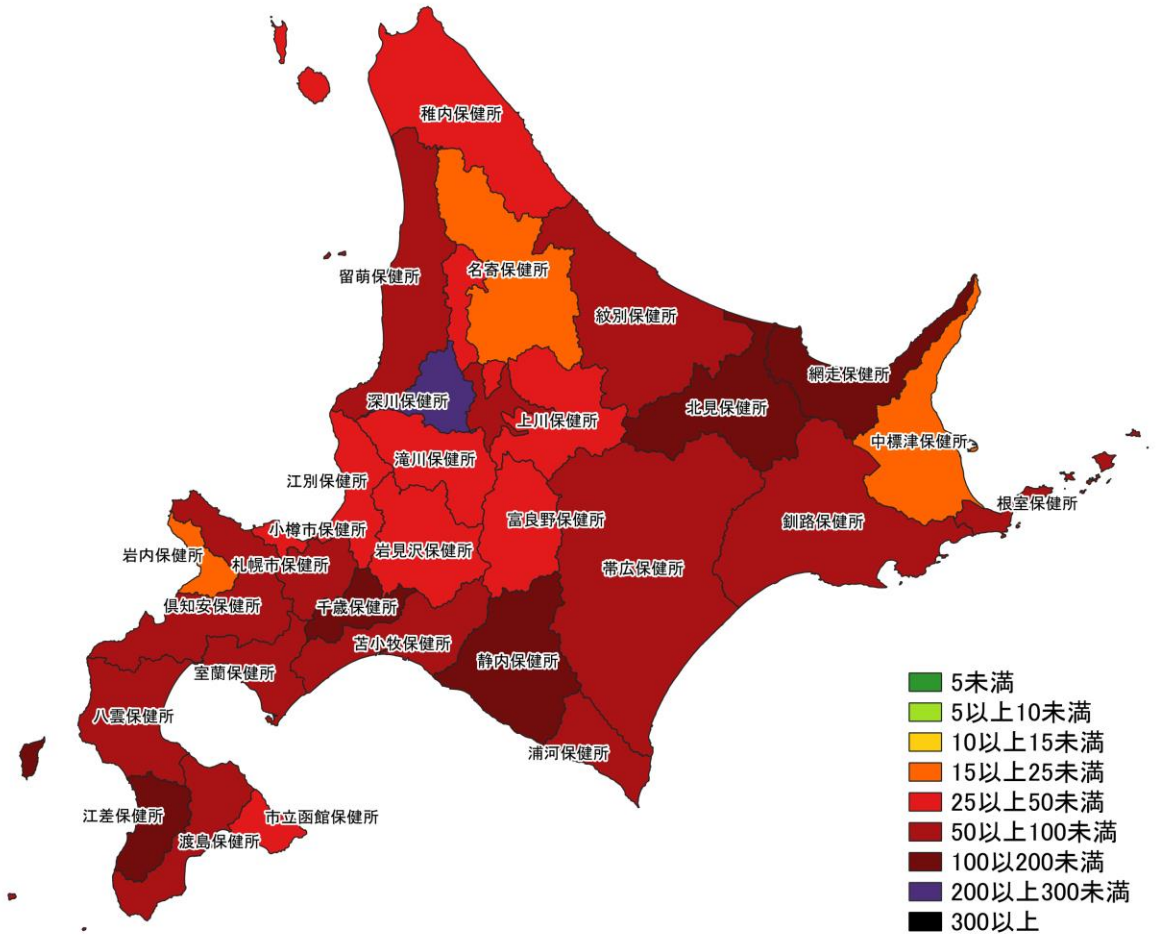 稚内保健所
名寄保健所
留萌保健所
紋別保健所
網走保健所
深川保健所
北見保健所
上川保健所
中標津保健所
滝川保健所
江別保健所
根室保健所
富良野保健所
釧路保健所
小樽市保健所
岩見沢保健所
岩内保健所
札幌市保健所
帯広保健所
倶知安保健所
千歳保健所
苫小牧保健所
静内保健所
室蘭保健所
八雲保健所
浦河保健所
江差保健所
市立函館保健所
渡島保健所
5未満
5以上10未満
10以上15未満
15以上25未満
25以上50未満
50以上100未満
100以200未満
200以上300未満
300以上